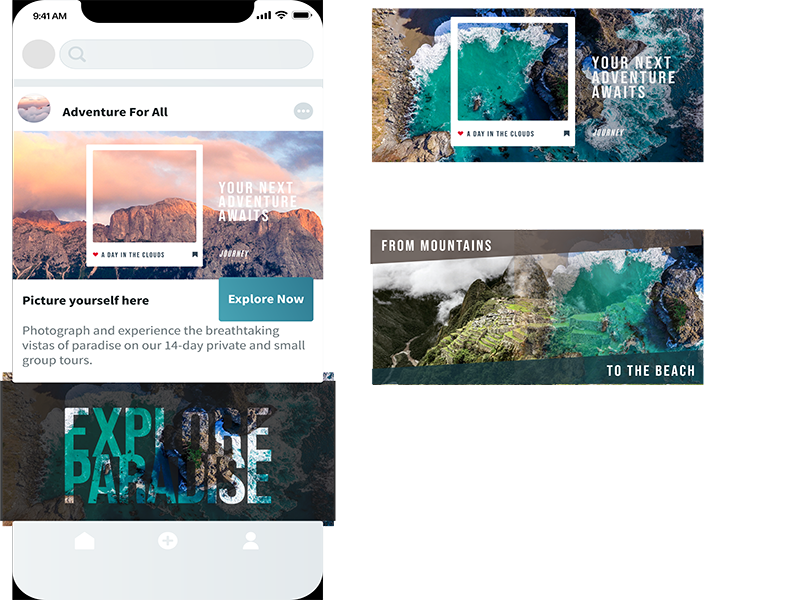 9:41 AM
Adventure For All
YOUR NEXT
ADVENTURE
AWAITS
A DAY IN THE CLOUDS
JOURNEY
Picture yourself here
Explore Now
Photograph and experience the breathtaking
vistas of paradise on our 14-day private and small
group tours.
EXPLORE
PARADISE
YOUR NEXT
ADVENTURE
AWAITS
A DAY IN THE CLOUDS
JOURNEY
FROM MOUNTAINS
TO THE BEACH